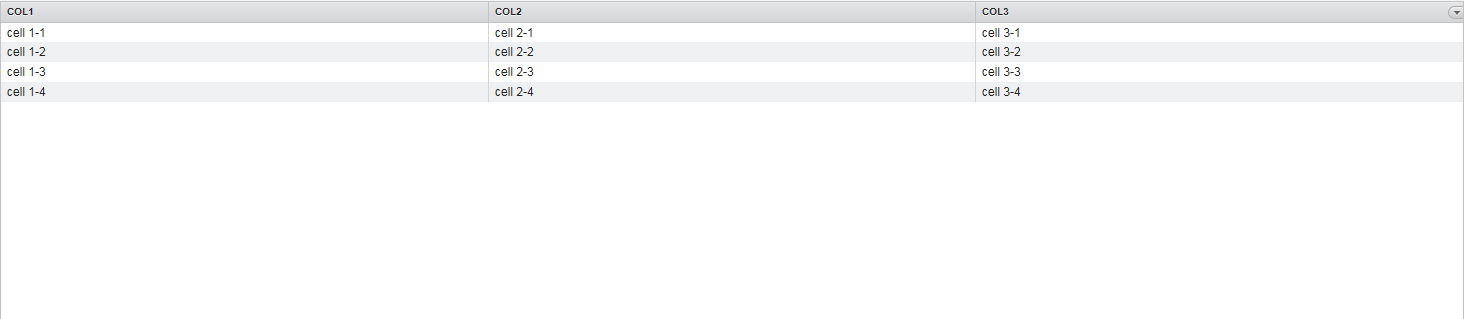 COL1 COL2 COL3
cell 1-1 cell 2-1 cell 3-1
cell 1-2 cell 2-2 cell 3-2
cell 1-3 cell 2-3 cell 3-3
cell 1-4 cell 2-4 cell 3-4